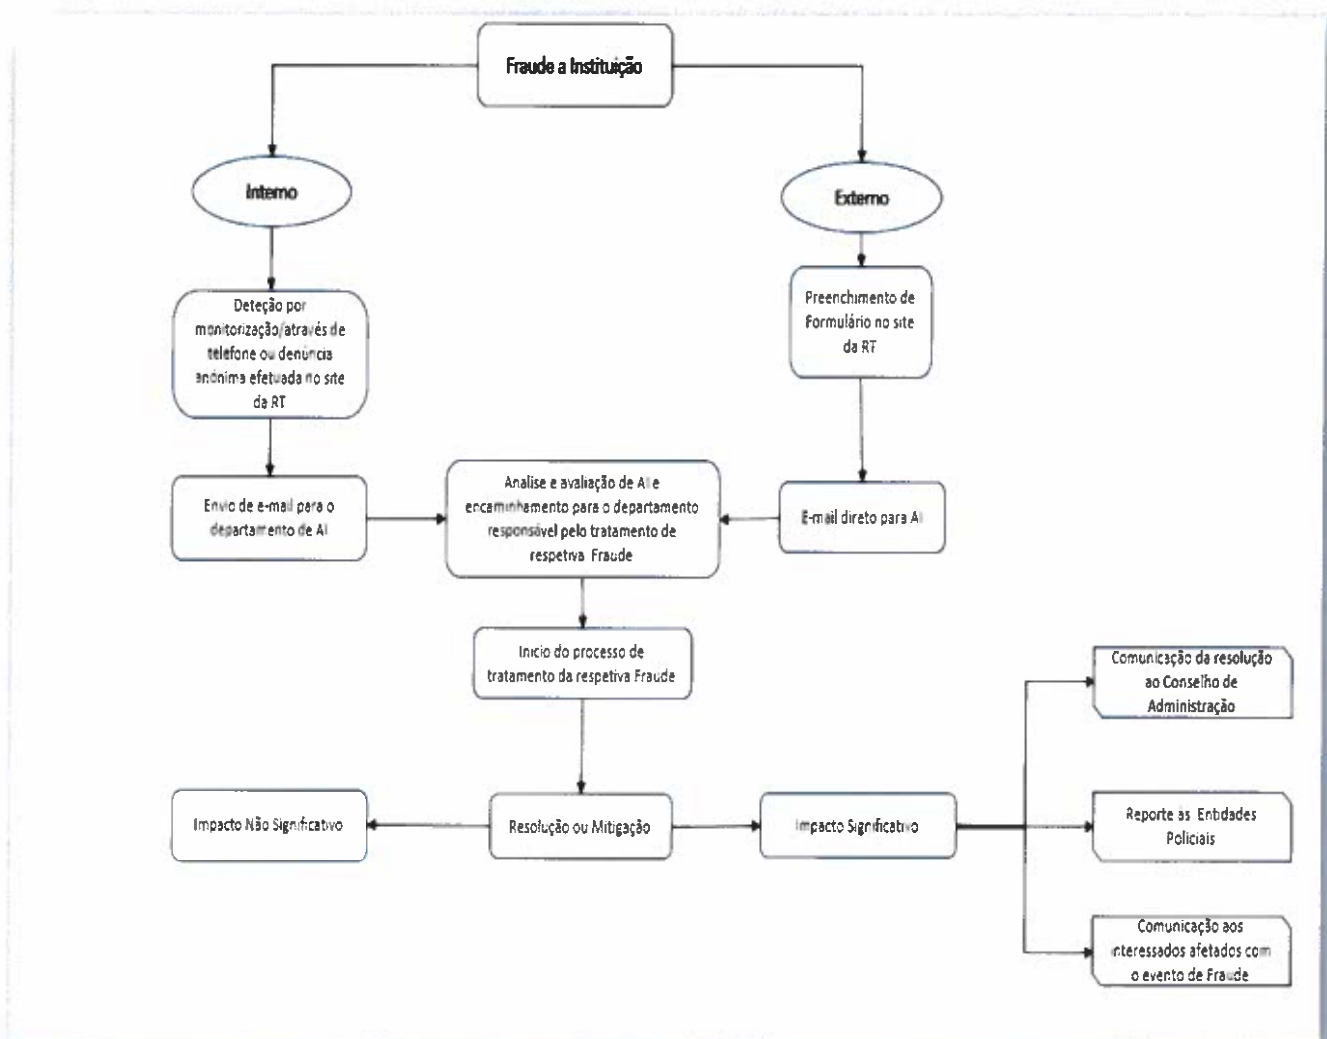 Fraude a Instituição
Interno
Externo
Deteção por
monitorização/através de
telefone ou denúncia
anónima efetuada no site
da RT
Preenchimento de
Formulário no site
da RT
Envio de e-mail para o
departamento de AI
Analise e avaliação de AI e
encaminhamento para o departamento
responsável pelo tratamento de
respetiva Fraude
E-mail direto para AI
Inicio do processo de
tratamento da respetiva Fraude
Comunicação da resolução
ao Conselho de
Administração
Impacto Não Significativo
Resolução ou Mitigação
Impacto Significativo
Reporte as Entidades
Policiais
Comunicação aos
interessados afetados com
o evento de Fraude